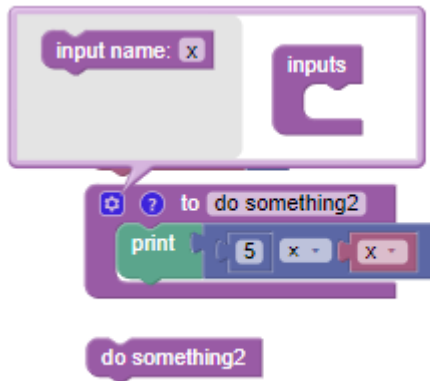 input name: x
inputs
? to do something2
print 5 × x
do something2